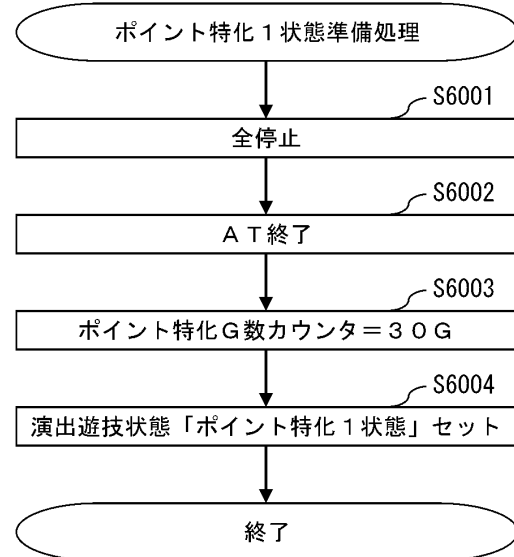 ポイント特化１状態準備処理
S6001
全停止
S6002
ＡＴ終了
S6003
ポイント特化Ｇ数カウンタ＝３０Ｇ
S6004
演出遊技状態「ポイント特化１状態」セット
終了